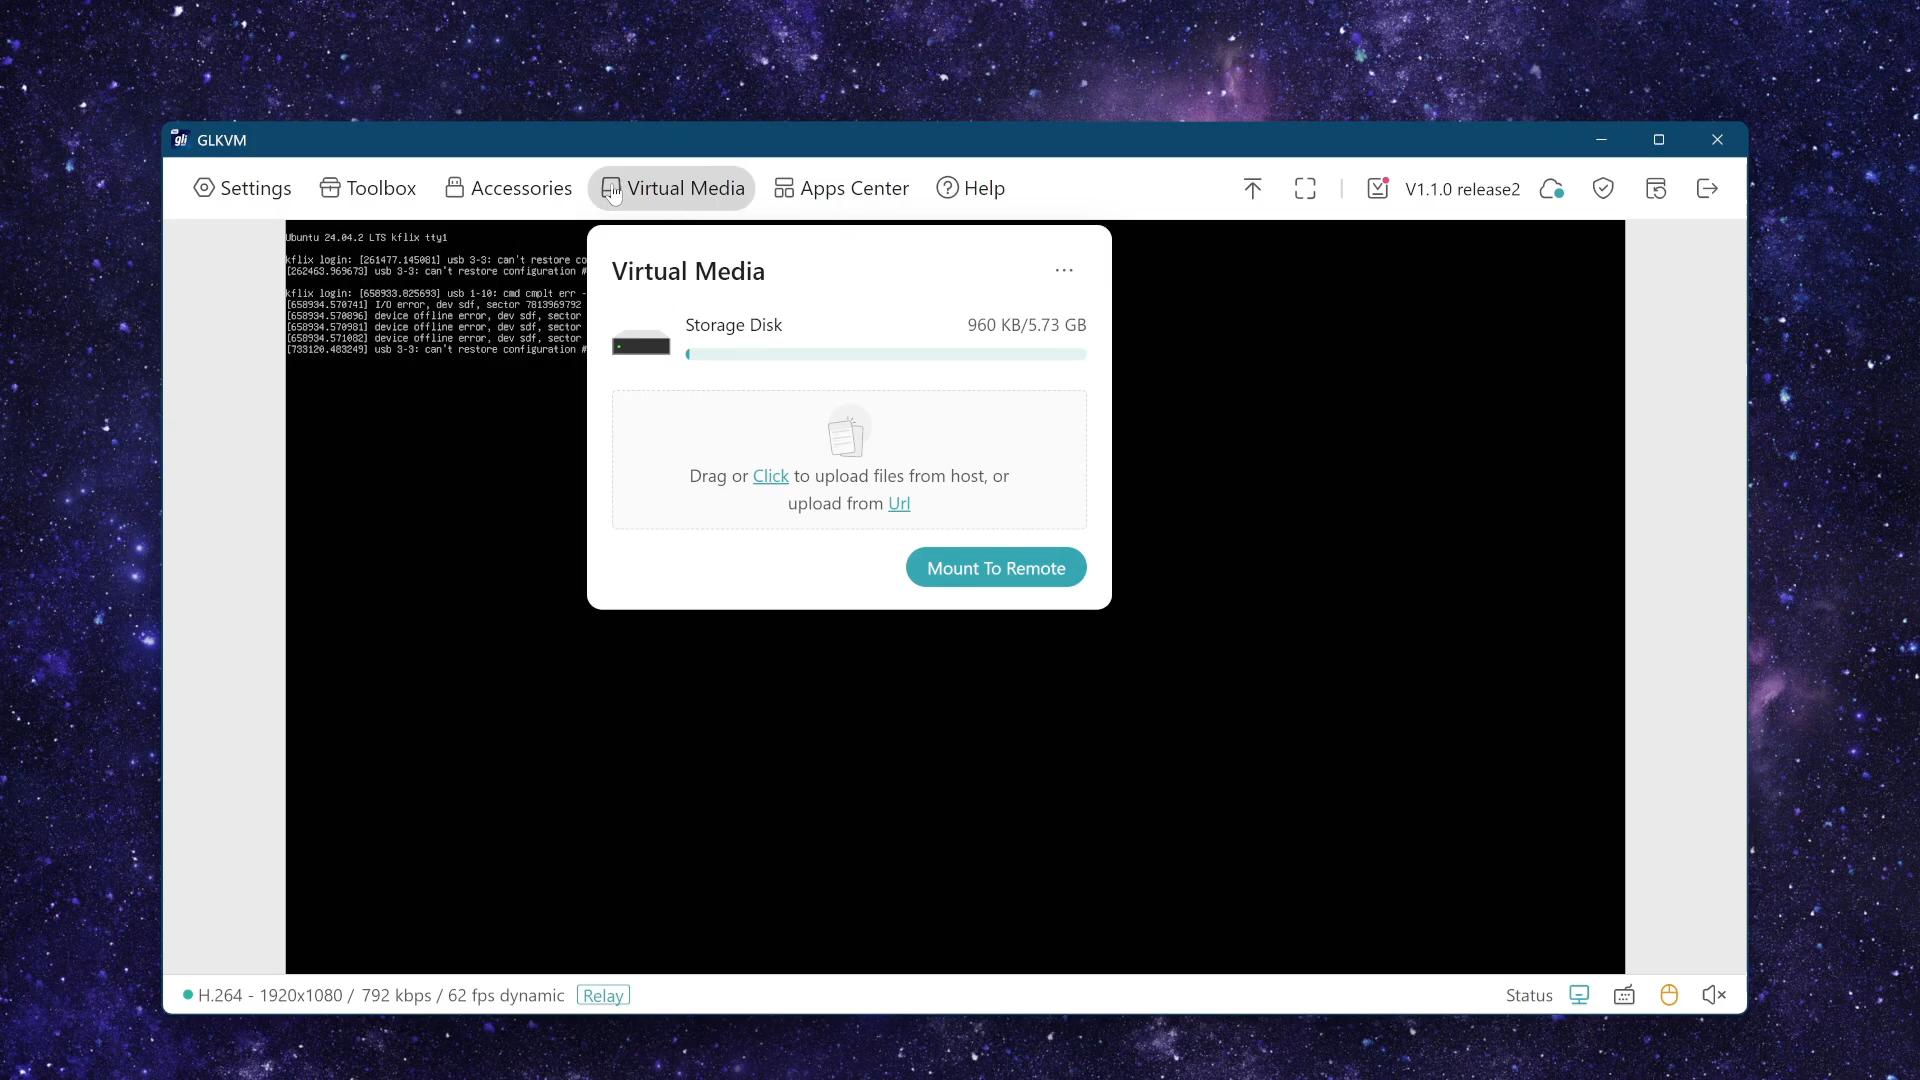 gli GLKVM
Settings Toolbox Accessories Virtual Media Apps Center Help V1.1.0 release2
Ubuntu 24.04.2 LTS kflix tty1
kflix login: [261477.145081] usb 3-3: can't restore co
[262463.969673] usb 3-3: can't restore configuration #
kflix login: [658933.825693] usb 1-10: cmd cmplt err -
[658934.570741] I/O error, dev sdf, sector 7813969792
[658934.570896] device offline error, dev sdf, sector
[658934.570981] device offline error, dev sdf, sector
[658934.571082] device offline error, dev sdf, sector
[733120.483249] usb 3-3: can't restore configuration #
Virtual Media ...
Storage Disk 960 KB/5.73 GB
Drag or Click to upload files from host, or
upload from Url
Mount To Remote
H.264 - 1920x1080 / 792 kbps / 62 fps dynamic Relay Status